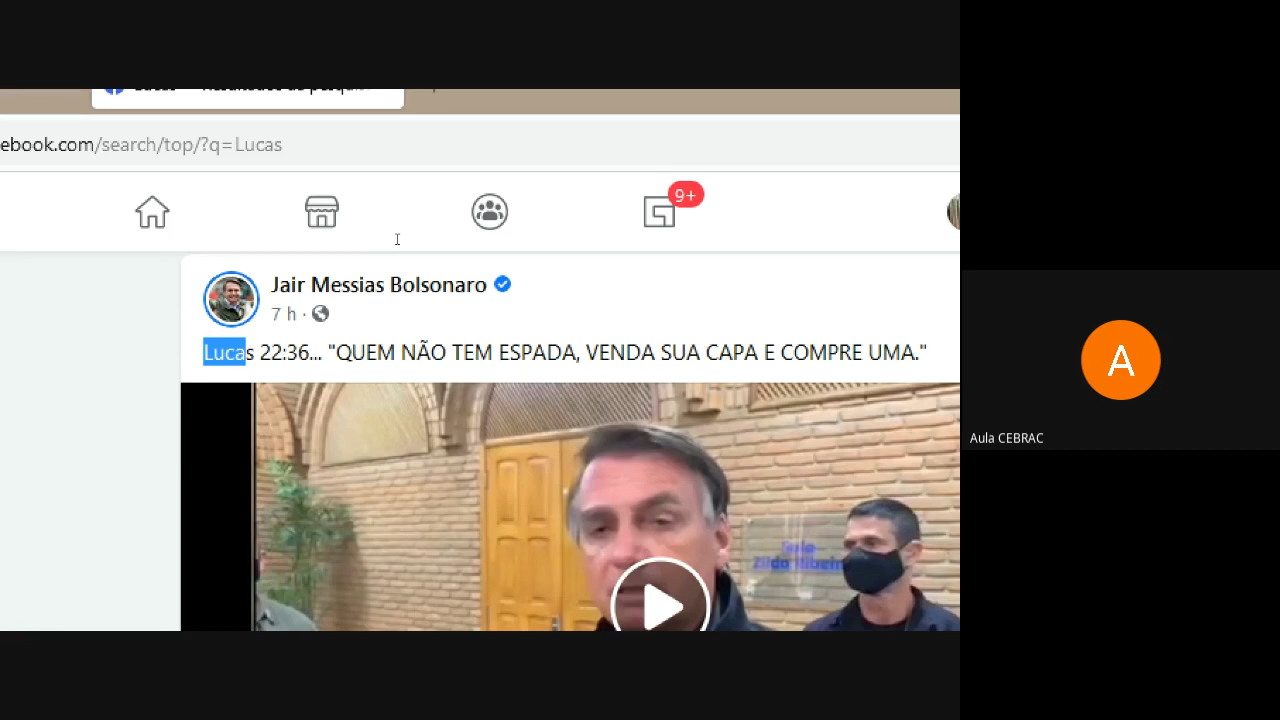 ebook.com/search/top/?q=Lucas
9+
Jair Messias Bolsonaro
7 h ·
Lucas 22:36... "QUEM NÃO TEM ESPADA, VENDA SUA CAPA E COMPRE UMA."
A
Aula CEBRAC